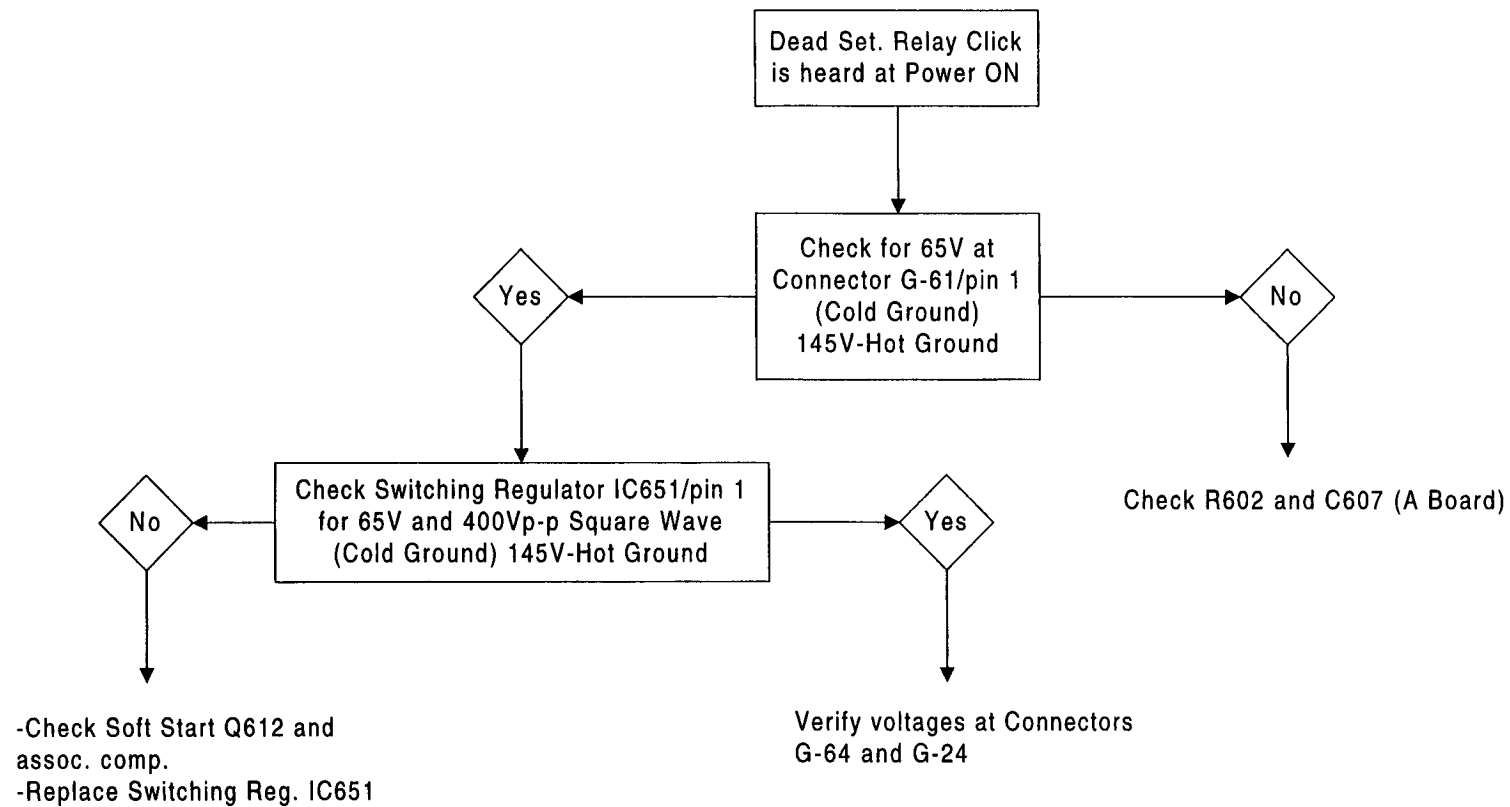 Dead Set. Relay Click
is heard at Power ON
Check for 65V at
Connector G-61/pin 1
(Cold Ground)
145V-Hot Ground
Yes
No
Check Switching Regulator IC651/pin 1
for 65V and 400Vp-p Square Wave
(Cold Ground) 145V-Hot Ground
No
Yes
Check R602 and C607 (A Board)
-Check Soft Start Q612 and
assoc. comp.
-Replace Switching Reg. IC651
Verify voltages at Connectors
G-64 and G-24